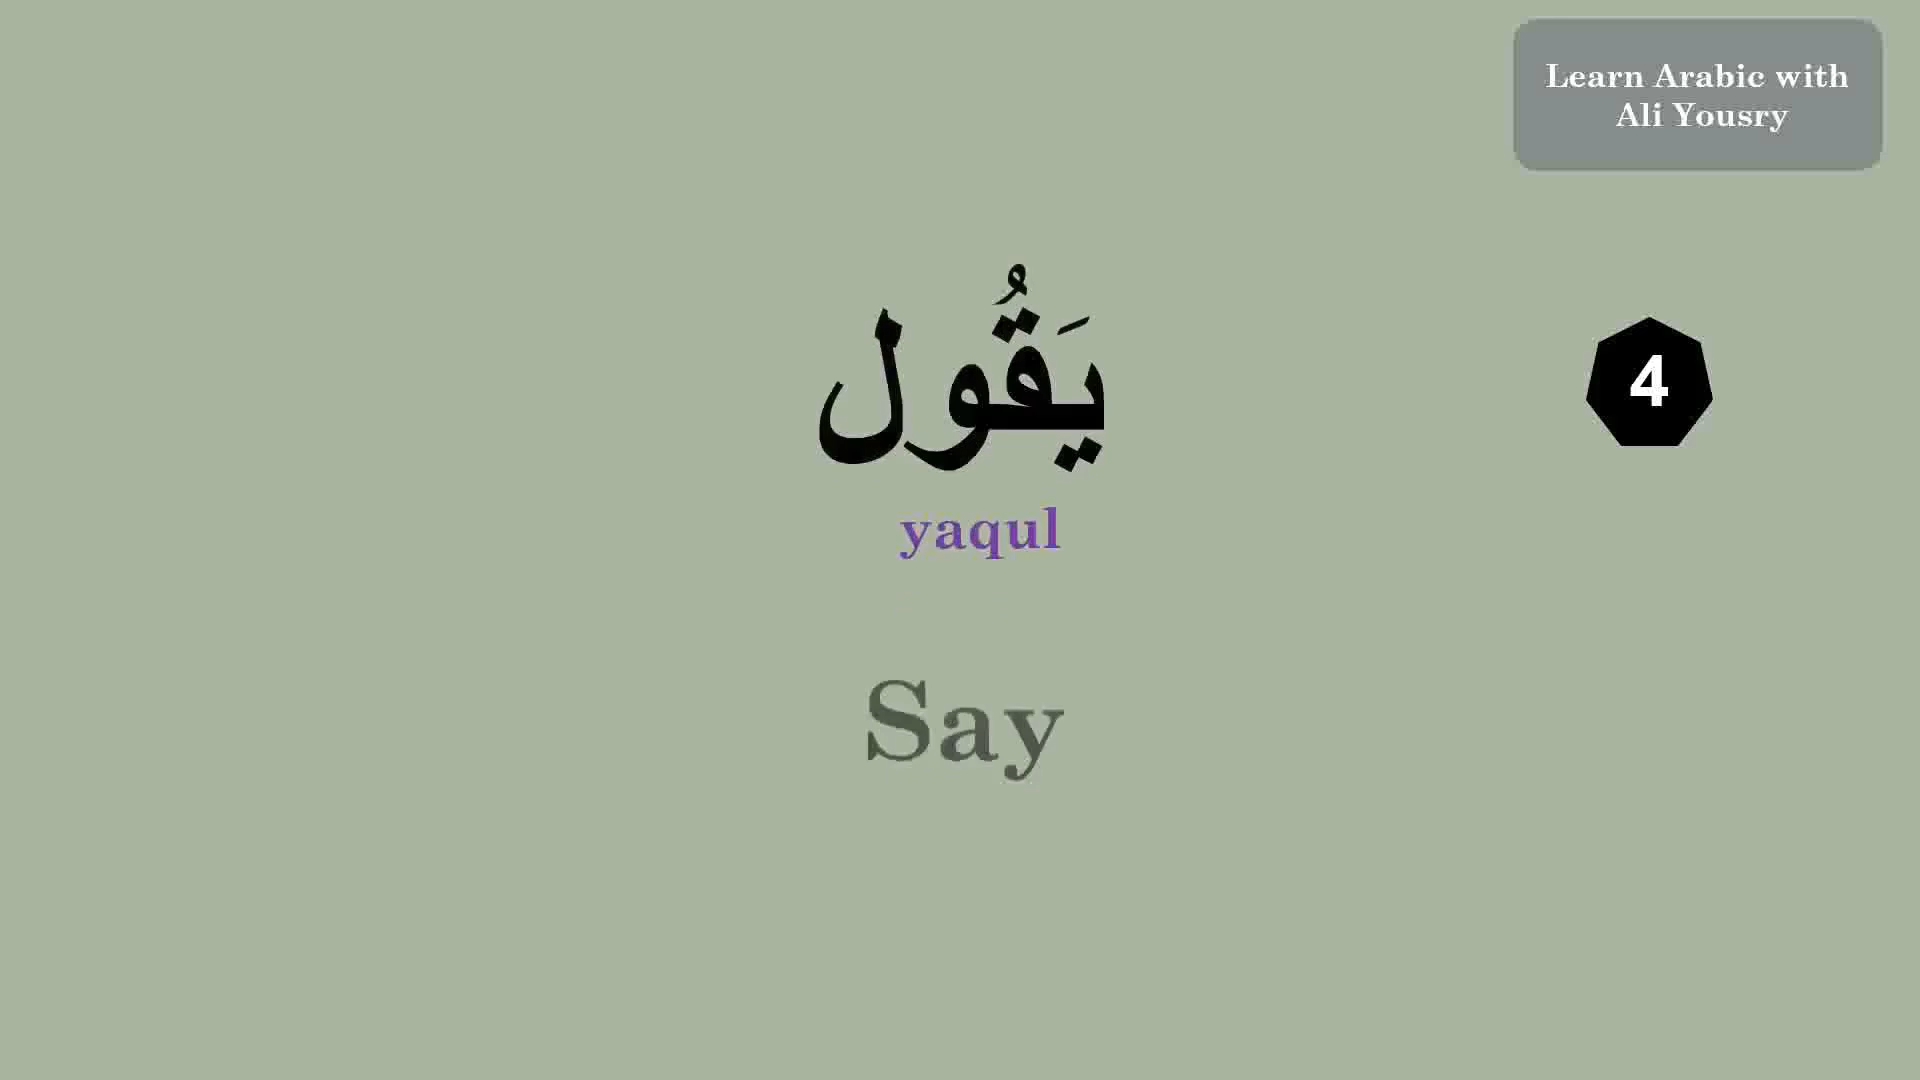 Learn Arabic with
Ali Yousry
يَقُول
4
yaqul
Say